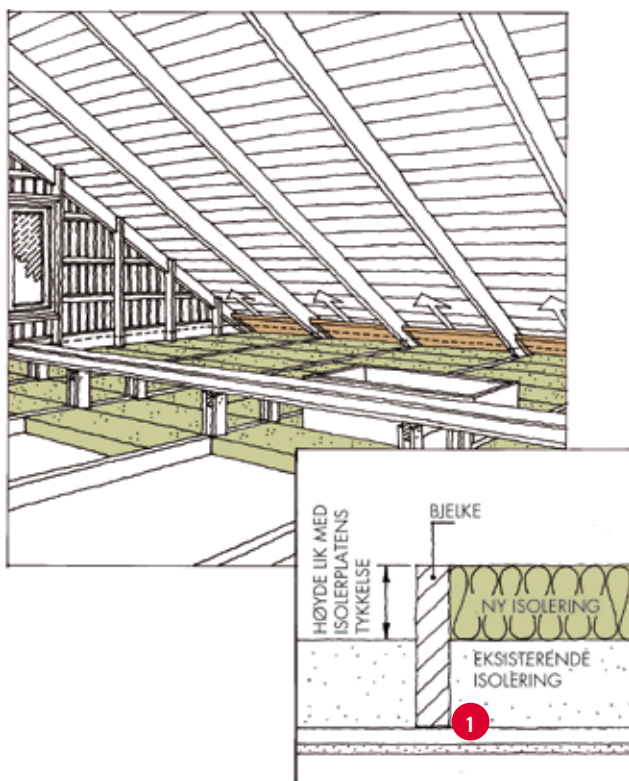 HØYDE LIK MED
ISOLERPLATENS
TYKKELSE
BJELKE
NY ISOLERING
EKSISTERENDE
ISOLERING
1